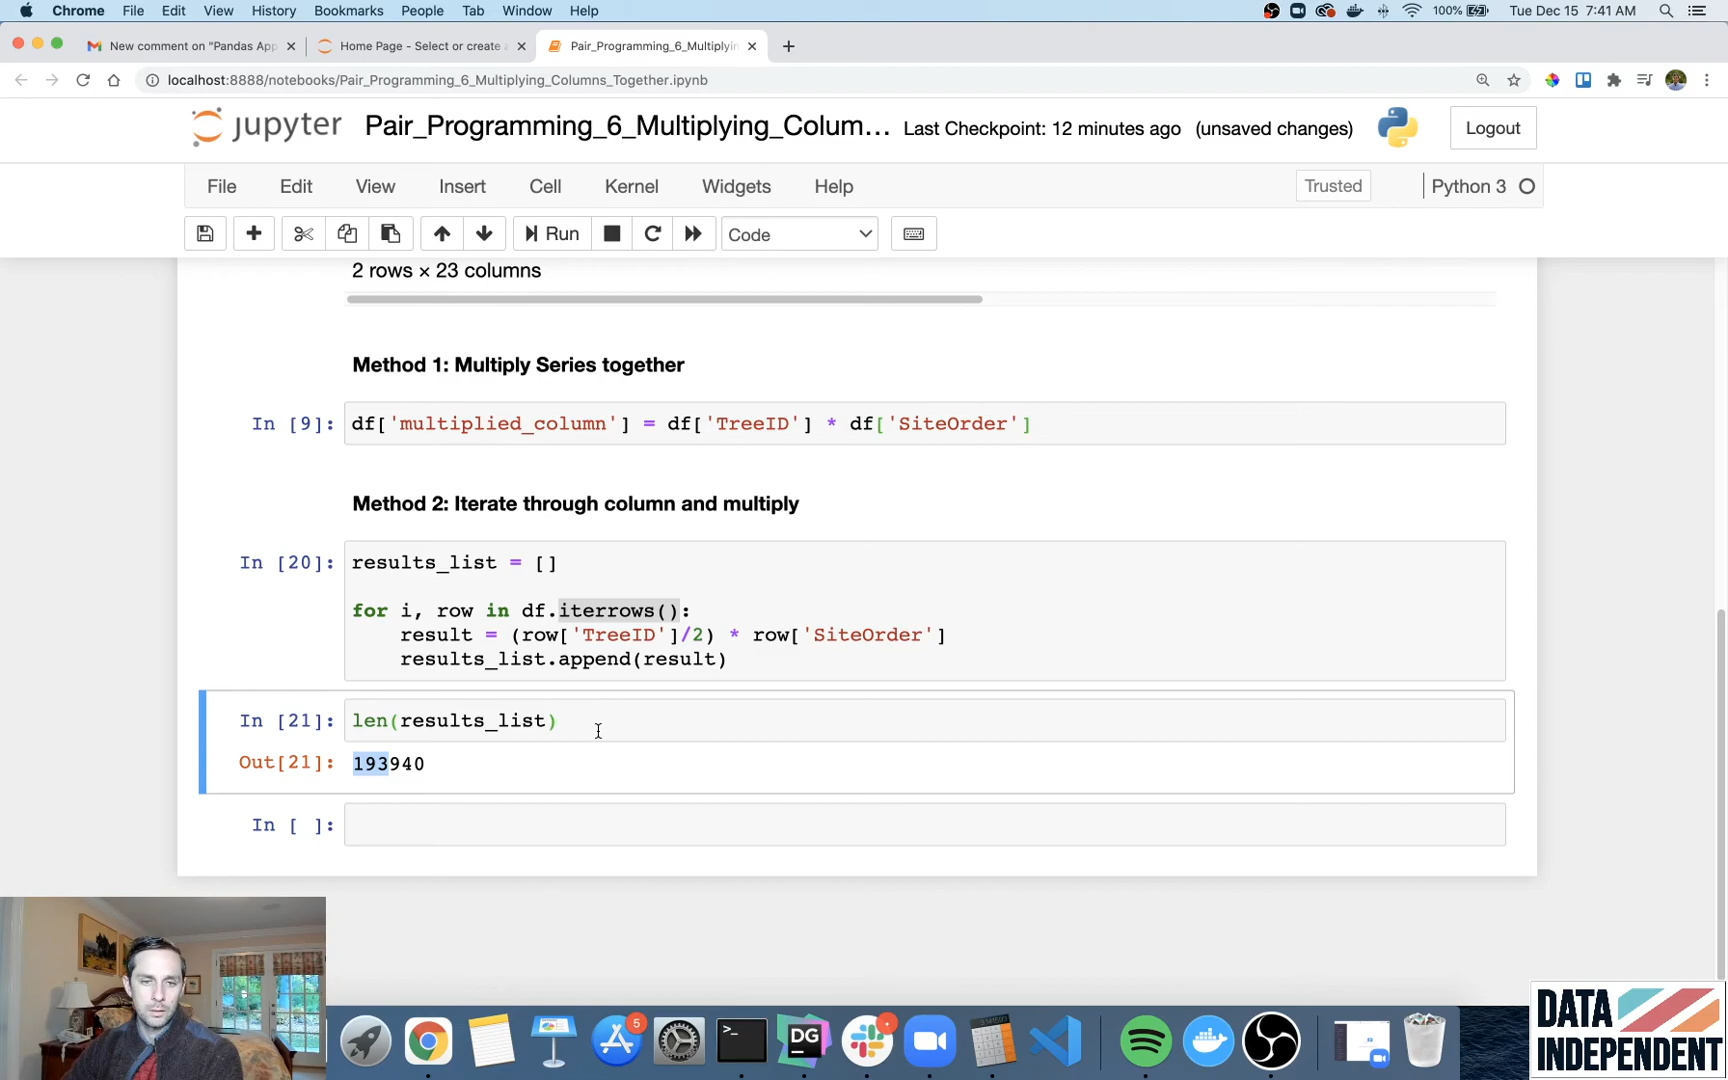 Chrome File Edit View History Bookmarks People Tab Window Help 100% Tue Dec 15 7:41 AM
New comment on "Pandas App × Home Page - Select or create a × Pair_Programming_6_Multiplyin × +
localhost:8888/notebooks/Pair_Programming_6_Multiplying_Columns_Together.ipynb
jupyter Pair_Programming_6_Multiplying_Colum... Last Checkpoint: 12 minutes ago (unsaved changes) Logout
File Edit View Insert Cell Kernel Widgets Help Trusted Python 3
Run Code
2 rows × 23 columns
Method 1: Multiply Series together
In [9]: df['multiplied_column'] = df['TreeID'] * df['SiteOrder']
Method 2: Iterate through column and multiply
In [20]: results_list = []
for i, row in df.iterrows():
result = (row['TreeID']/2) * row['SiteOrder']
results_list.append(result)
In [21]: len(results_list)
Out[21]: 193940
In [ ]:
5
DG
DATA
INDEPENDENT